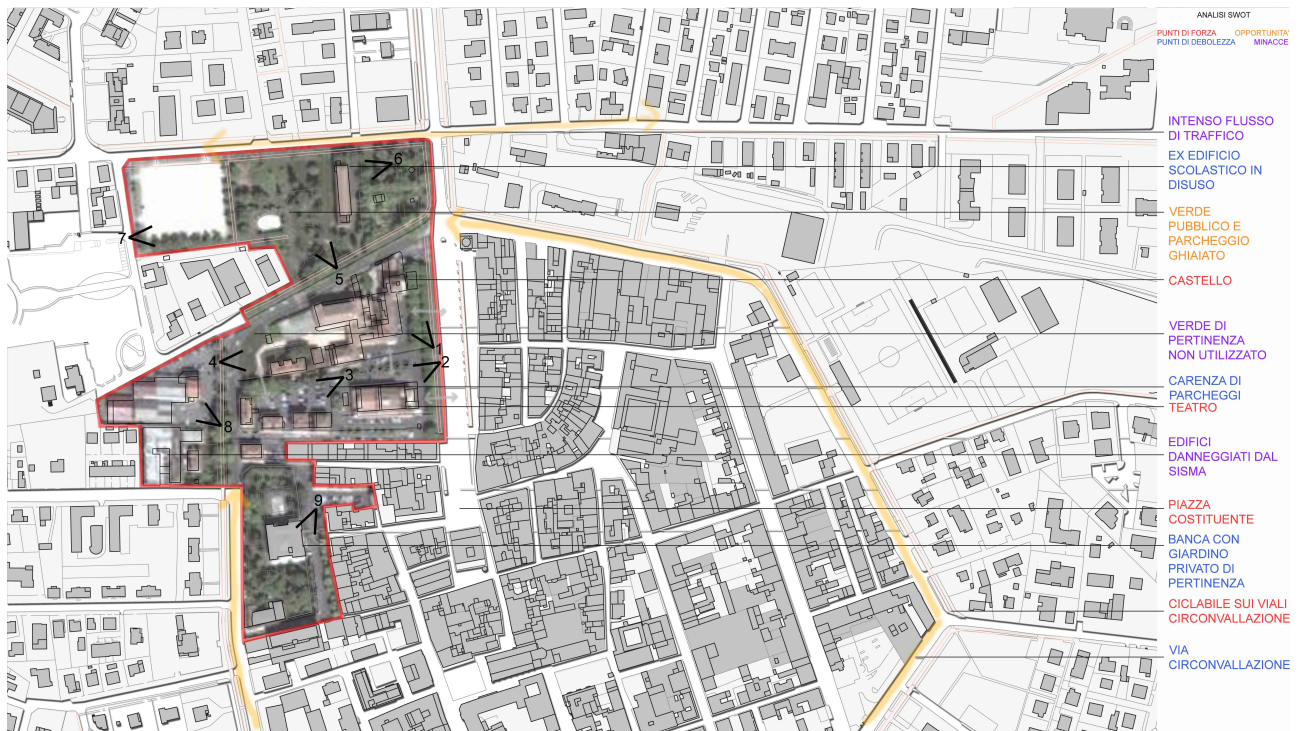 ANALISI SWOT
PUNTI DI FORZA OPPORTUNITA'
PUNTI DI DEBOLEZZA MINACCE
INTENSO FLUSSO
DI TRAFFICO
EX EDIFICIO
SCOLASTICO IN
DISUSO
VERDE
PUBBLICO E
PARCHEGGIO
GHIAIATO
CASTELLO
VERDE DI
PERTINENZA
NON UTILIZZATO
CARENZA DI
PARCHEGGI
TEATRO
EDIFICI
DANNEGGIATI DAL
SISMA
PIAZZA
COSTITUENTE
BANCA CON
GIARDINO
PRIVATO DI
PERTINENZA
CICLABILE SUI VIALI
CIRCONVALLAZIONE
VIA
CIRCONVALLAZIONE
6
7
5
1
4
2
3
8
9